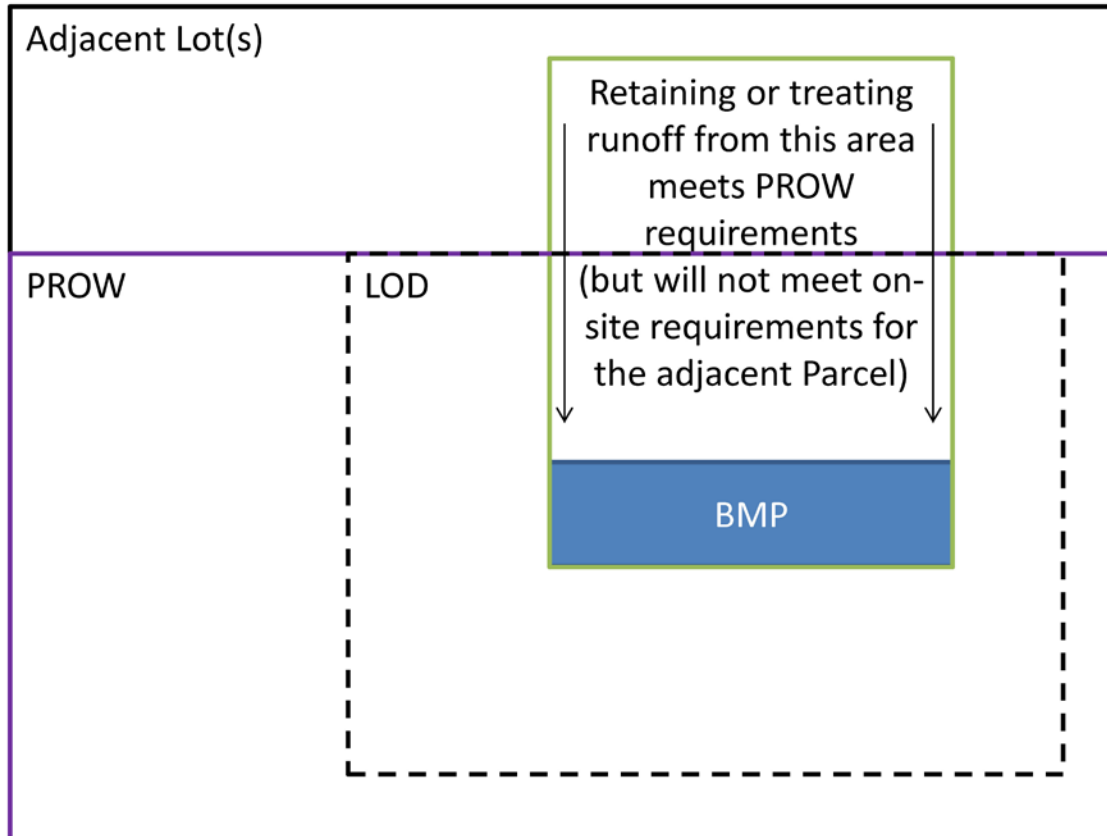 Adjacent Lot(s)
Retaining or treating
runoff from this area
meets PROW
requirements
(but will not meet on-
site requirements for
the adjacent Parcel)
PROW
LOD
BMP